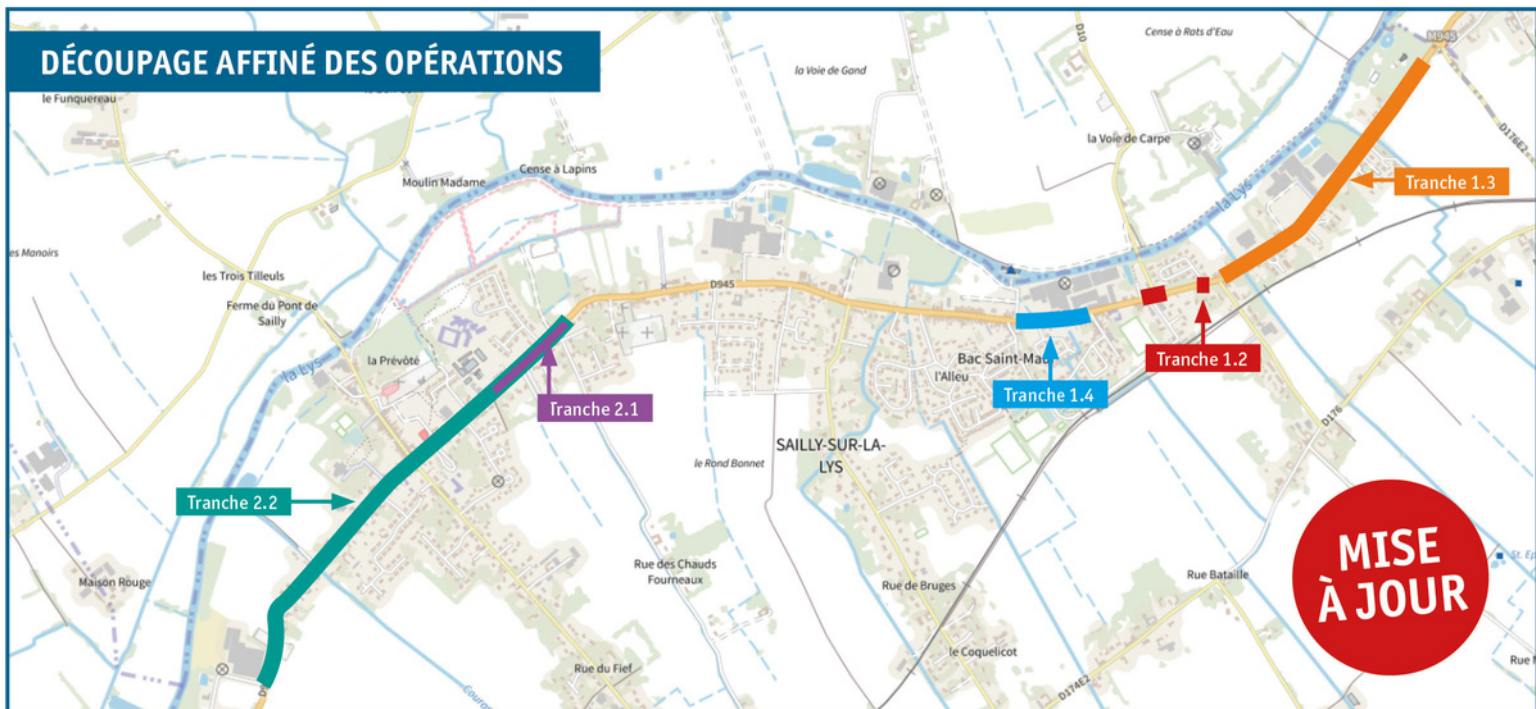 DÉCOUPAGE AFFINÉ DES OPÉRATIONS
le Funquereau
la Voie de Gand
D10
Cense à Rats d'Eau
M945
D176E2
la Voie de Carpe
Moulin Madame
Cense à Lapins
la Lys
Tranche 1.3
es Manoirs
les Trois Tilleuls
Ferme du Pont de
Sailly
D945
la Prévôté
la Lys
Bac Saint-Mau
l'Alleu
Tranche 1.2
Tranche 1.4
Tranche 2.1
D176
SAILLY-SUR-LA-
LYS
le Rond Bonnet
Tranche 2.2
MISE
À JOUR
Maison Rouge
Rue des Chauds
Fourneaux
Rue de Bruges
Rue Bataille
St. Ep
le Coquelicot
Rue du Fief
D174E2